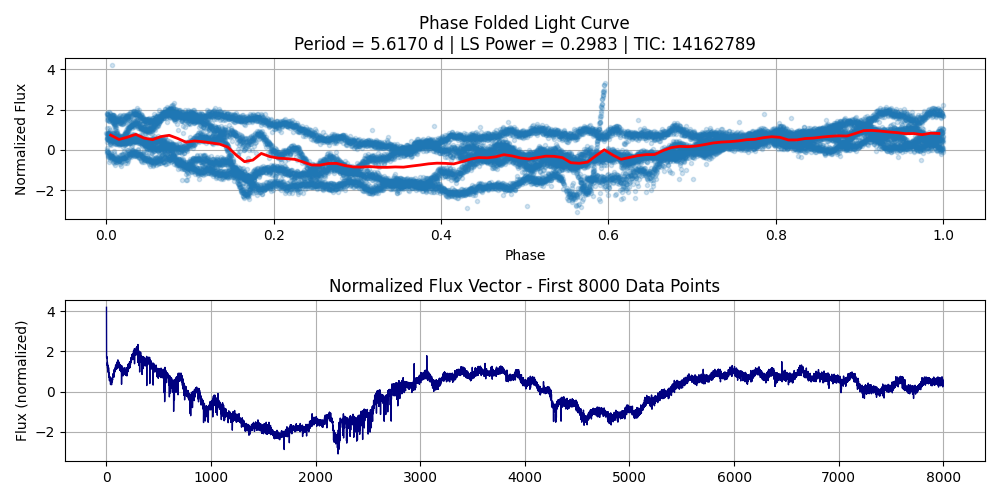 Phase Folded Light Curve
Period = 5.6170 d | LS Power = 0.2983 | TIC: 14162789
Normalized Flux
4
2
0
−2
0.0 0.2 0.4 0.6 0.8 1.0
Phase
Normalized Flux Vector - First 8000 Data Points
Flux (normalized)
4
2
0
−2
0 1000 2000 3000 4000 5000 6000 7000 8000